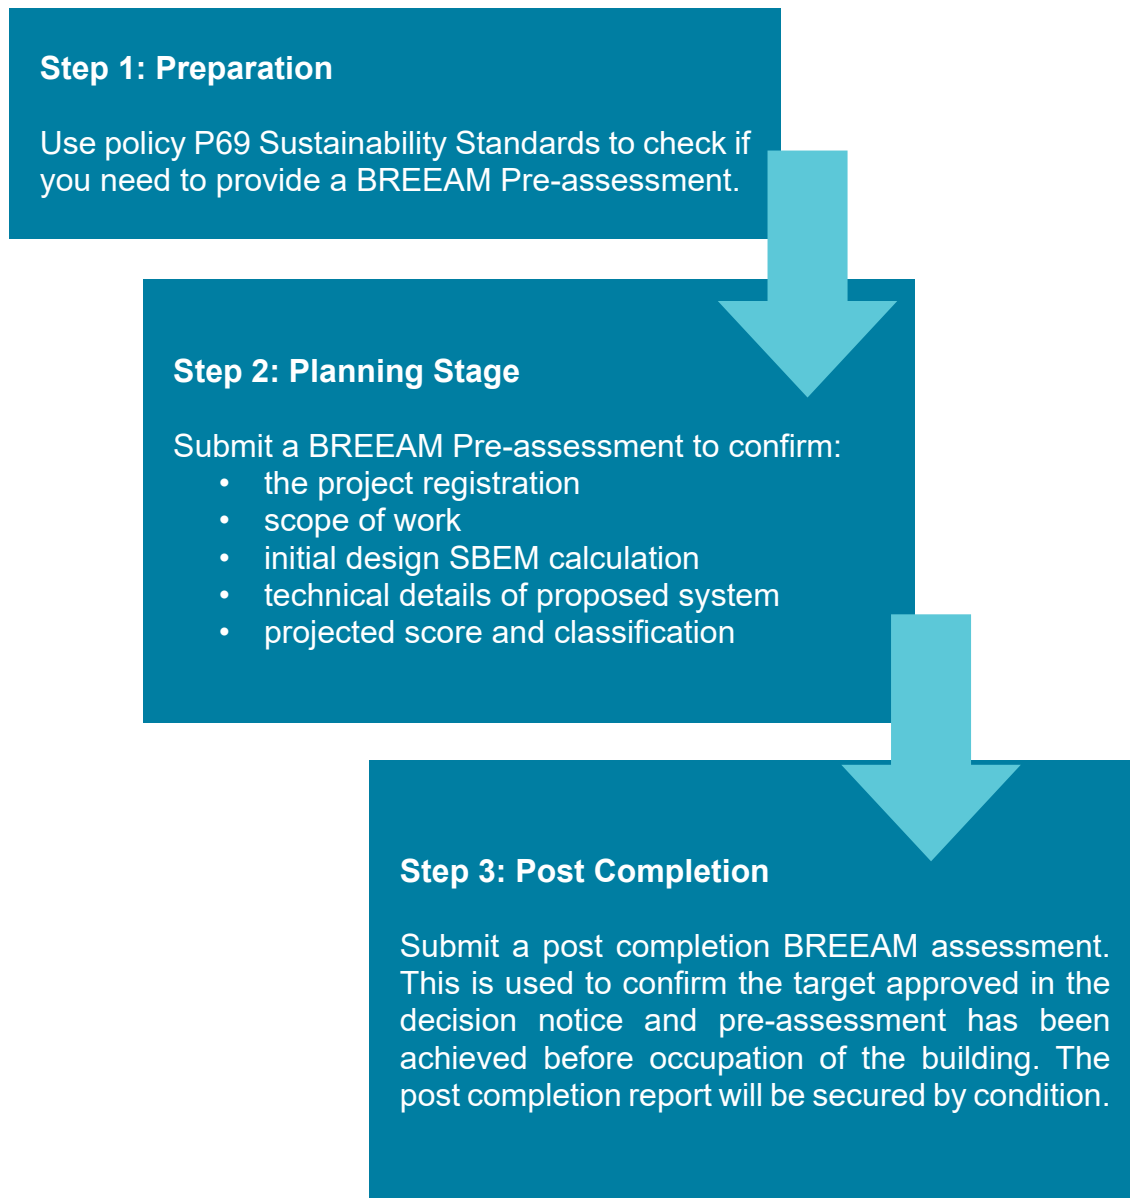 Step 1: Preparation
Use policy P69 Sustainability Standards to check if
you need to provide a BREEAM Pre-assessment.
Step 2: Planning Stage
Submit a BREEAM Pre-assessment to confirm:
• the project registration
• scope of work
• initial design SBEM calculation
• technical details of proposed system
• projected score and classification
Step 3: Post Completion
Submit a post completion BREEAM assessment.
This is used to confirm the target approved in the
decision notice and pre-assessment has been
achieved before occupation of the building. The
post completion report will be secured by condition.